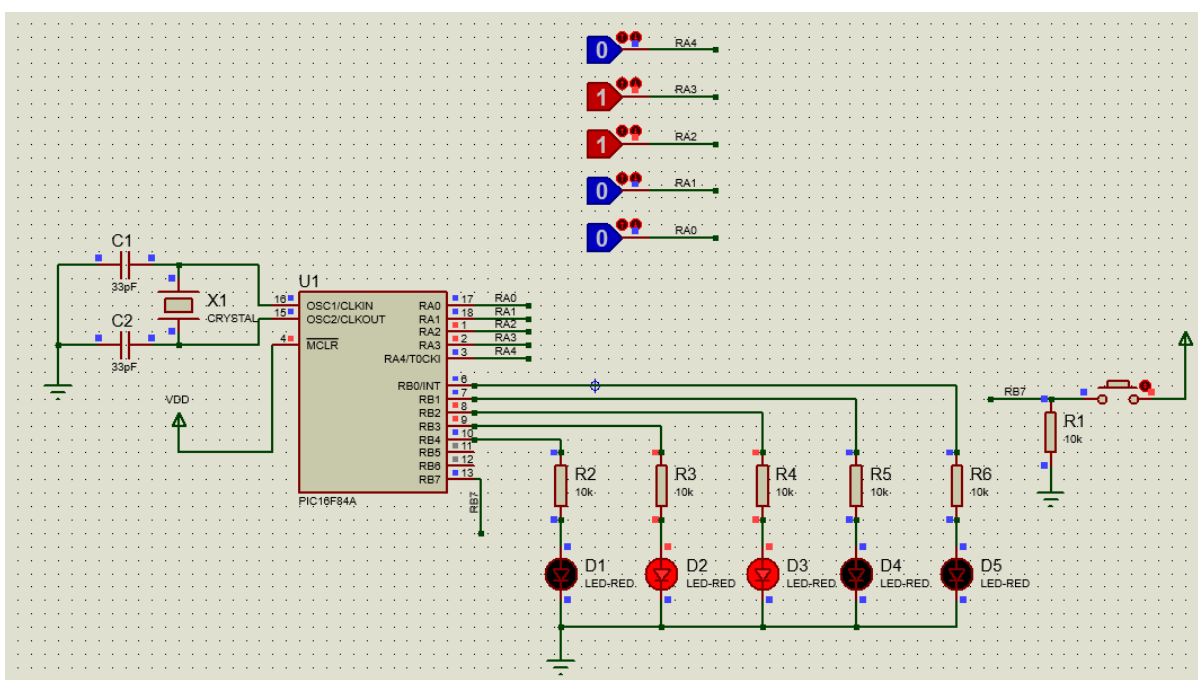 0 RA4
1 RA3
1 RA2
0 RA1
0 RA0
C1
33pF
X1
CRYSTAL
C2
33pF
VDD
U1
16 OSC1/CLKIN RA0 17 RA0
15 OSC2/CLKOUT RA1 18 RA1
RA2 1 RA2
4 MCLR RA3 2 RA3
RA4/T0CKI 3 RA4
RB0/INT 6
RB1 7
RB2 8
RB3 9
RB4 10
RB5 11
RB6 12
RB7 13
PIC16F84A
RB7
RB7
R1
10k
R2 R3 R4 R5 R6
10k 10k 10k 10k 10k
D1 D2 D3 D4 D5
LED-RED LED-RED LED-RED LED-RED LED-RED